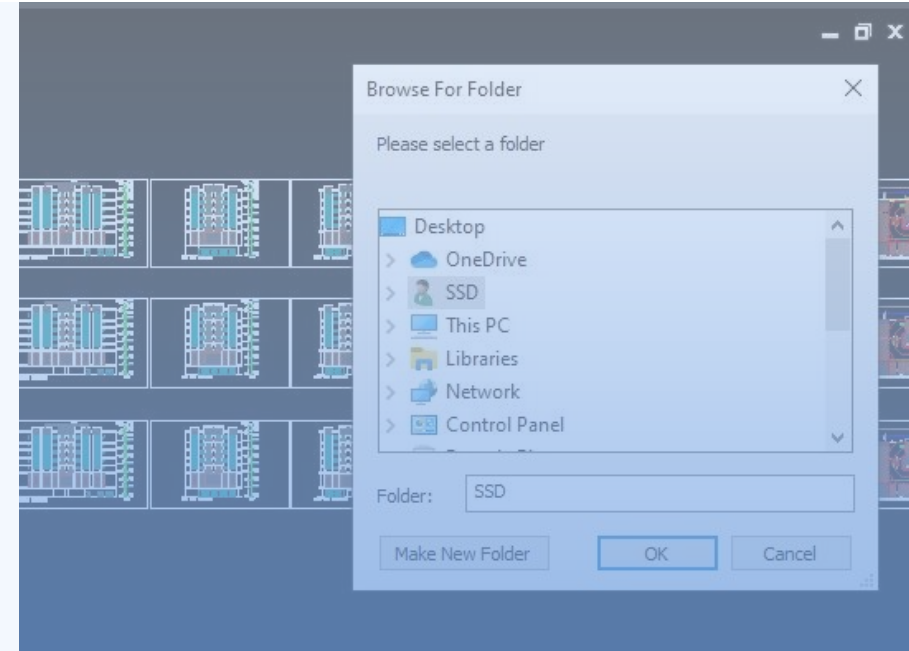 Browse For Folder
Please select a folder
Desktop
OneDrive
SSD
This PC
Libraries
Network
Control Panel
Folder:
SSD
Make New Folder
OK
Cancel